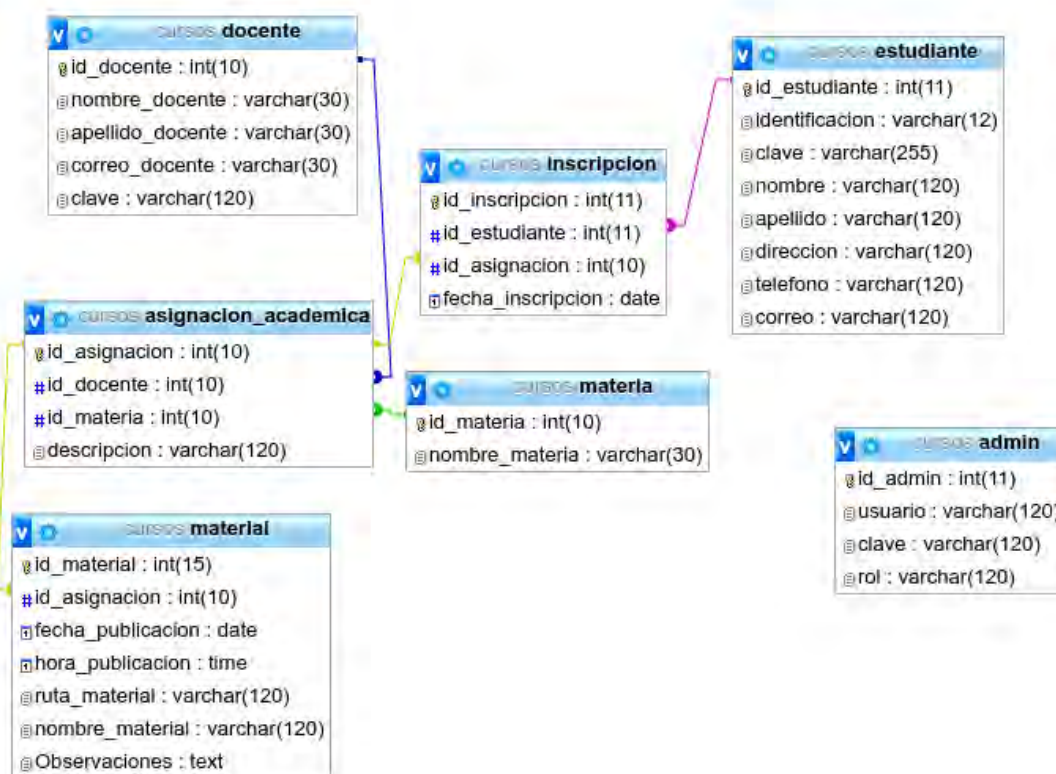 cursos docente
id_docente : int(10)
nombre_docente : varchar(30)
apellido_docente : varchar(30)
correo_docente : varchar(30)
clave : varchar(120)
cursos estudiante
id_estudiante : int(11)
identificacion : varchar(12)
clave : varchar(255)
nombre : varchar(120)
apellido : varchar(120)
direccion : varchar(120)
telefono : varchar(120)
correo : varchar(120)
cursos inscripcion
id_inscripcion : int(11)
# id_estudiante : int(11)
# id_asignacion : int(10)
fecha_inscripcion : date
cursos asignacion_academica
id_asignacion : int(10)
# id_docente : int(10)
# id_materia : int(10)
descripcion : varchar(120)
cursos materia
id_materia : int(10)
nombre_materia : varchar(30)
cursos admin
id_admin : int(11)
usuario : varchar(120)
clave : varchar(120)
rol : varchar(120)
cursos material
id_material : int(15)
# id_asignacion : int(10)
fecha_publicacion : date
hora_publicacion : time
ruta_material : varchar(120)
nombre_material : varchar(120)
Observaciones : text